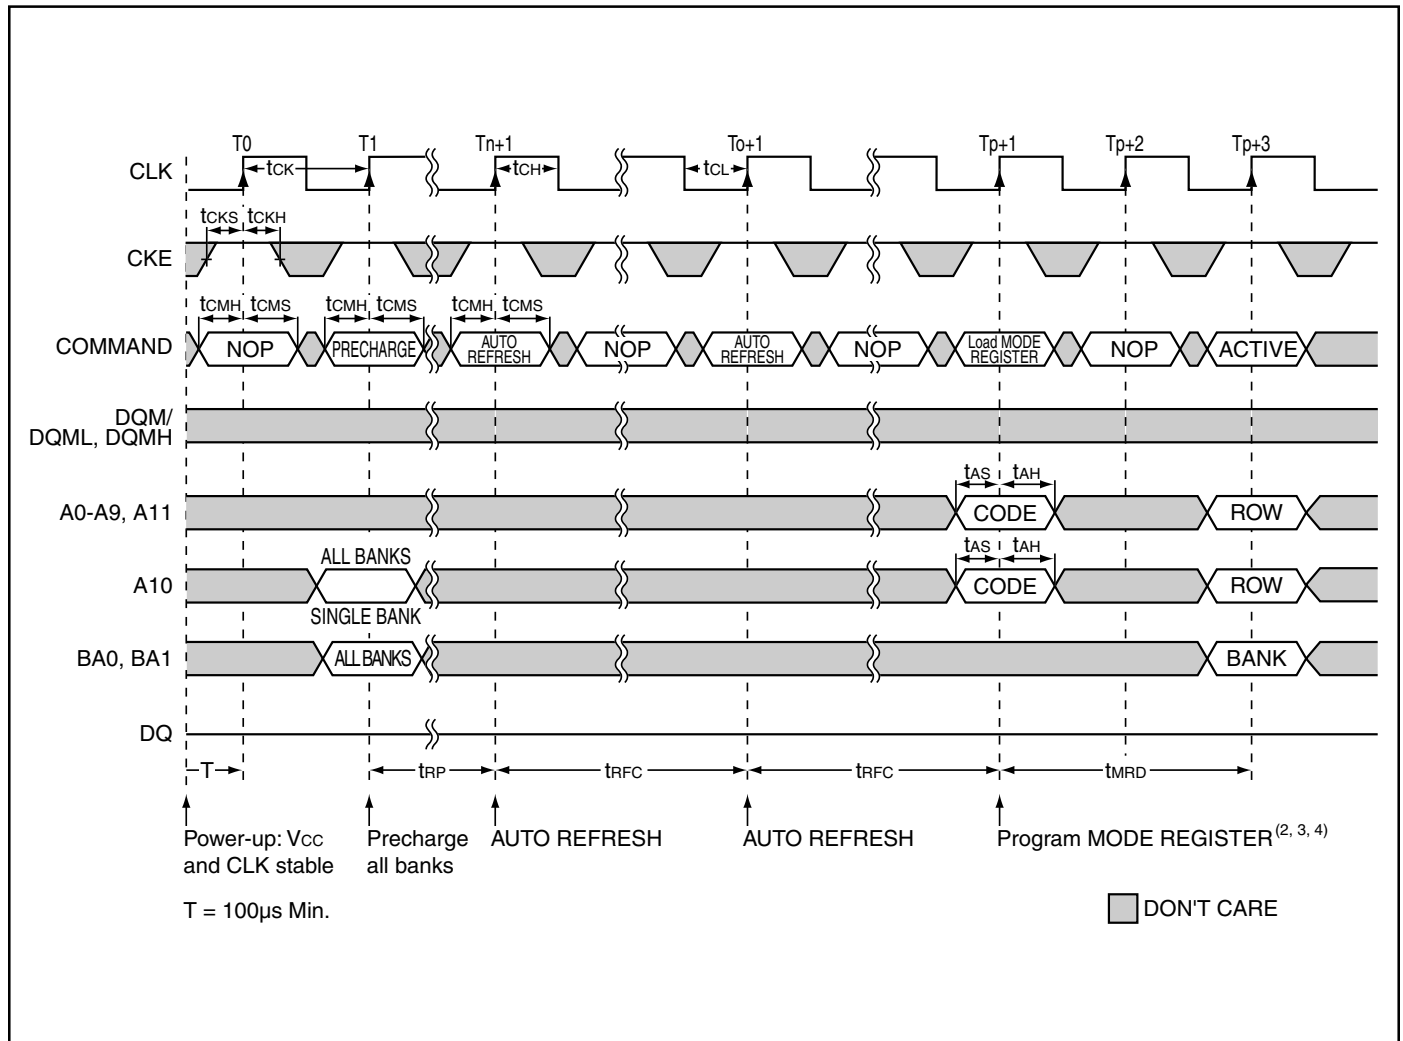 T0 T1 Tn+1 To+1 Tp+1 Tp+2 Tp+3
CLK tCK tCH tCL
tCKS tCKH
CKE
tCMH tCMS tCMH tCMS tCMH tCMS
COMMAND NOP PRECHARGE AUTO REFRESH NOP AUTO REFRESH NOP Load MODE REGISTER NOP ACTIVE
DQM/
DQML, DQMH
tAS tAH
A0-A9, A11 CODE ROW
ALL BANKS tAS tAH
A10 CODE ROW
SINGLE BANK
BA0, BA1 ALL BANKS BANK
DQ
T tRP tRFC tRFC tMRD
Power-up: VCC
and CLK stable
Precharge
all banks
AUTO REFRESH
AUTO REFRESH
Program MODE REGISTER(2, 3, 4)
T = 100µs Min.
DON'T CARE